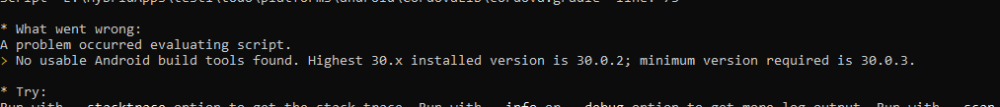 script 'E:\HybridApps\test1\todo\platforms\android\CordovaLib\cordova.gradle' line: 75
* What went wrong:
A problem occurred evaluating script.
> No usable Android build tools found. Highest 30.x installed version is 30.0.2; minimum version required is 30.0.3.
* Try:
Run with --stacktrace option to get the stack trace. Run with --info or --debug option to get more log output. Run with --scan